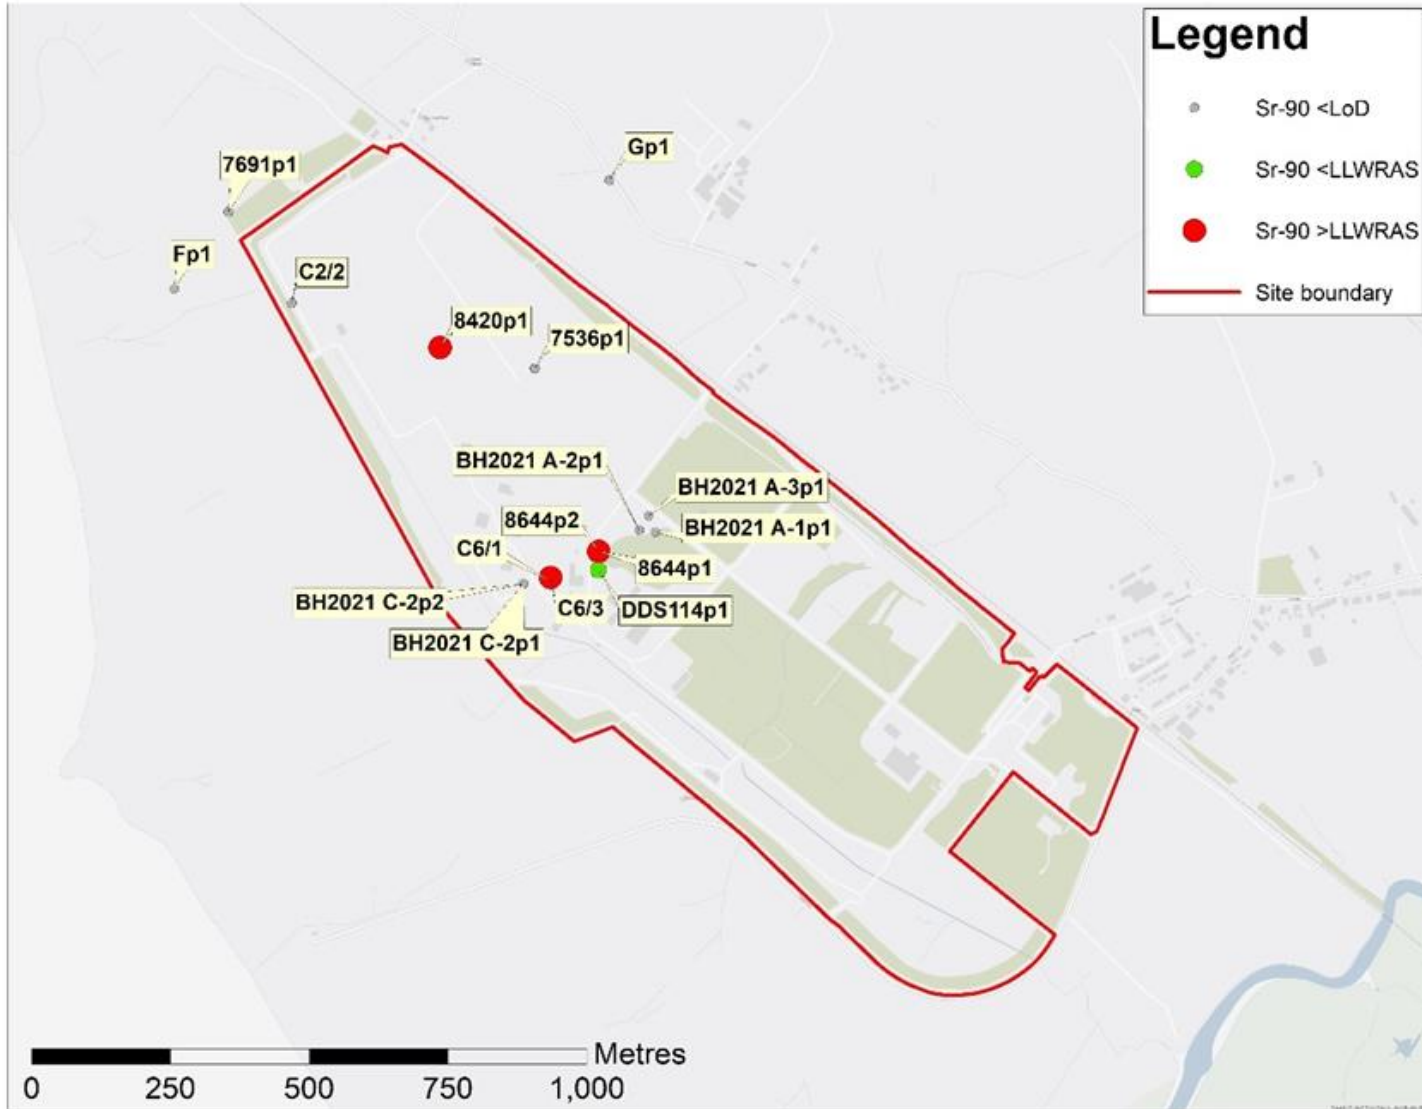 Legend
Sr-90 <LoD
Sr-90 <LLWRAS
Sr-90 >LLWRAS
Site boundary
Gp1
7691p1
Fp1
C2/2
8420p1
7536p1
BH2021 A-2p1
BH2021 A-3p1
8644p2
BH2021 A-1p1
C6/1
8644p1
BH2021 C-2p2
C6/3
DDS114p1
BH2021 C-2p1
Metres
0 250 500 750 1,000